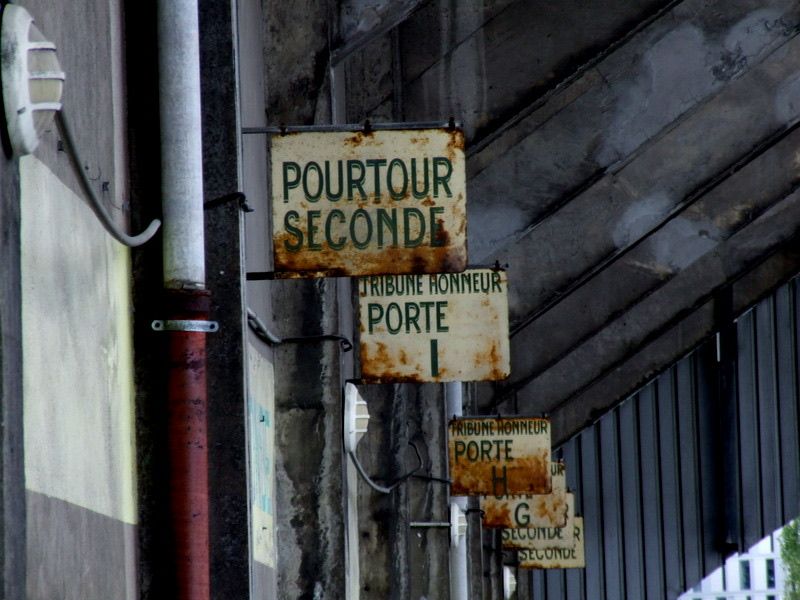 POURTOUR
SECONDE
TRIBUNE HONNEUR
PORTE
I
TRIBUNE HONNEUR
PORTE
H
G
SECONDE
SECONDE